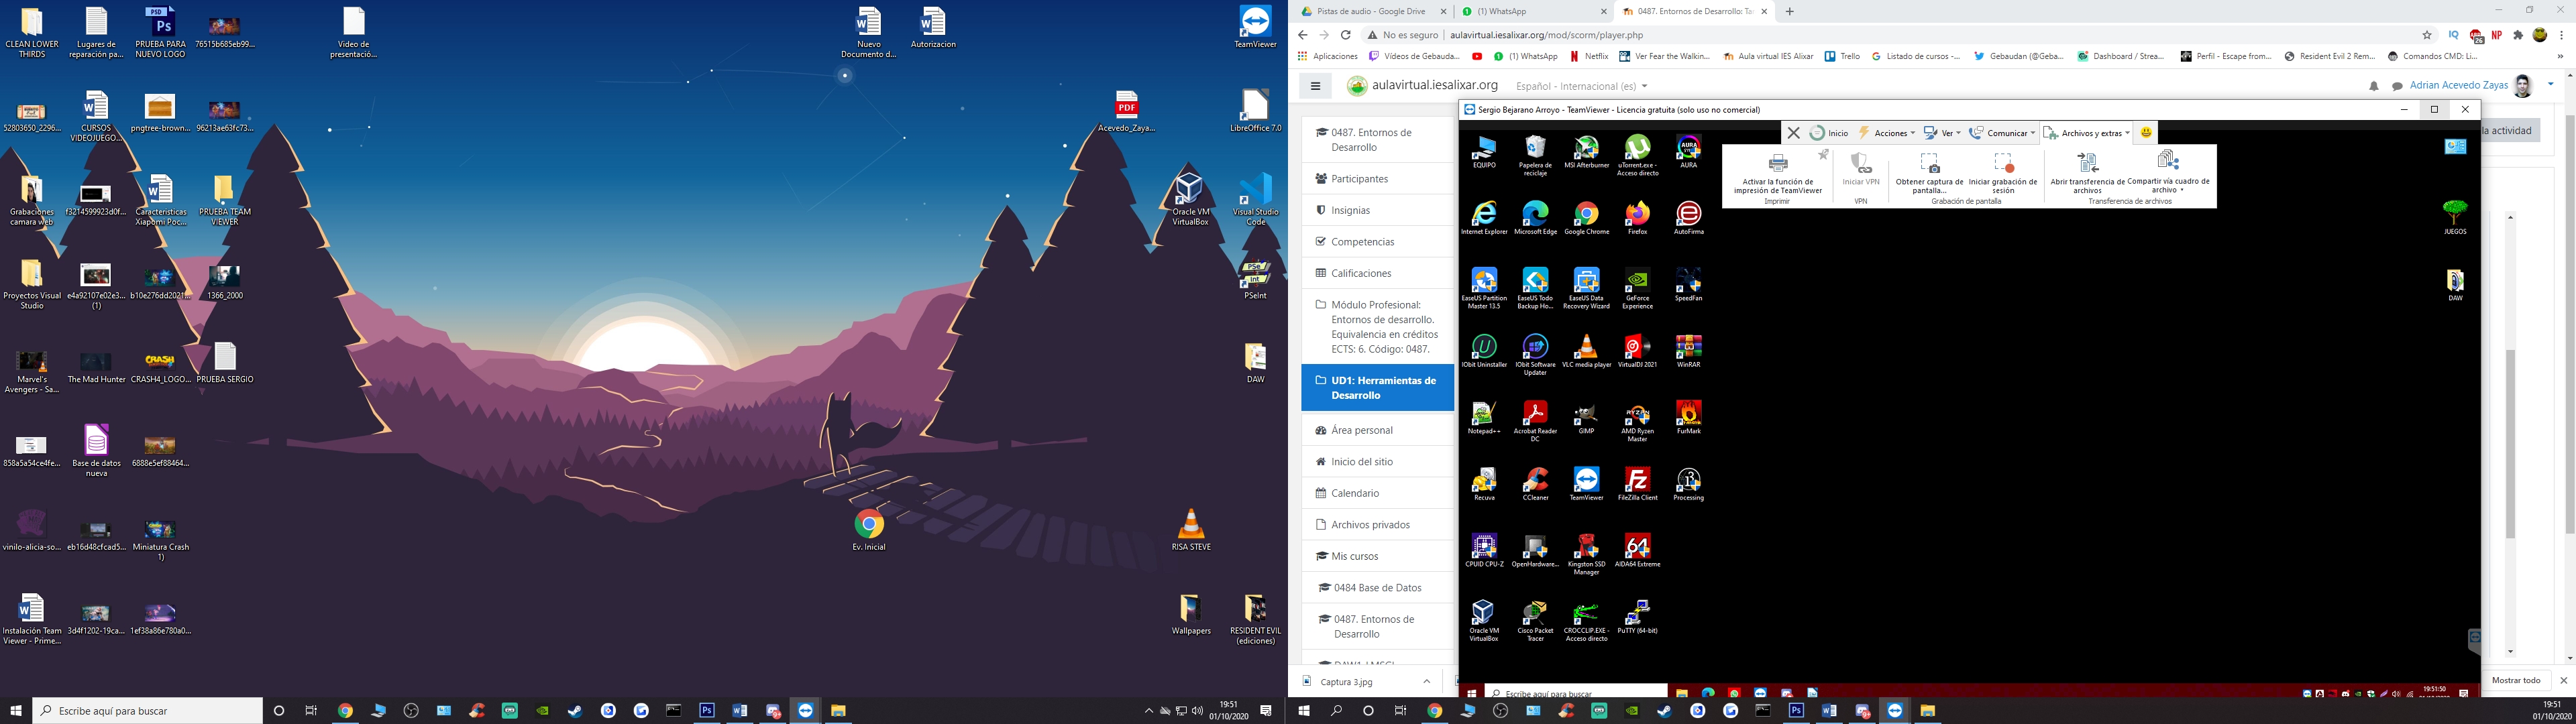 CLEAN LOWER
THIRDS
Lugares de
reparación pa...
PSD
PRUEBA PARA
NUEVO LOGO
76515b685eb99...
Video de
presentació...
Nuevo
Documento d...
Autorizacion
TeamViewer
52803650_2296...
CURSOS
VIDEOJUEGO...
pngtree-brown...
96213ae63fc73...
PDF
Acevedo_Zaya...
LibreOffice 7.0
Grabaciones
camara web
f3214599923d0f...
Caracteristicas
Xiapomi Poc...
PRUEBA TEAM
VIEWER
Oracle VM
VirtualBox
Visual Studio
Code
Proyectos Visual
Studio
e4a92107e02e3...
(1)
b10e276dd2021...
1366_2000
PSeInt
Marvel's
Avengers - Sa...
The Mad Hunter
CRASH4_LOGO...
PRUEBA SERGIO
DAW
858a5a54ce4fe...
Base de datos
nueva
6888e5ef88464...
vinilo-alicia-so...
eb16d48cfcad5...
Miniatura Crash
1)
Ev. Inicial
RISA STEVE
Instalación Team
Viewer - Prime...
3d4f1202-19ca...
1ef38a86e780a0...
Wallpapers
RESIDENT EVIL
(ediciones)
Escribe aquí para buscar
19:51
01/10/2020
Pistas de audio - Google Drive
(1) WhatsApp
0487. Entornos de Desarrollo: Ta
No es seguro | aulavirtual.iesalixar.org/mod/scorm/player.php
Aplicaciones
Vídeos de Gebauda...
(1) WhatsApp
Netflix
Ver Fear the Walkin...
Aula virtual IES Alixar
Trello
Listado de cursos -...
Gebaudan (@Geba...
Dashboard / Strea...
Perfil - Escape from...
Resident Evil 2 Rem...
Comandos CMD: Li...
aulavirtual.iesalixar.org
Español - Internacional (es)
Adrian Acevedo Zayas
la actividad
0487. Entornos de
Desarrollo
Participantes
Insignias
Competencias
Calificaciones
Módulo Profesional:
Entornos de desarrollo.
Equivalencia en créditos
ECTS: 6. Código: 0487.
UD1: Herramientas de
Desarrollo
Área personal
Inicio del sitio
Calendario
Archivos privados
Mis cursos
0484 Base de Datos
0487. Entornos de
Desarrollo
Captura 3.jpg
Mostrar todo
Sergio Bejarano Arroyo - TeamViewer - Licencia gratuita (solo uso no comercial)
Inicio
Acciones
Ver
Comunicar
Archivos y extras
Activar la función de
impresión de TeamViewer
Imprimir
Iniciar VPN
VPN
Obtener captura de
pantalla...
Iniciar grabación de
sesión
Grabación de pantalla
Abrir transferencia de
archivos
Compartir vía cuadro de
archivo
Transferencia de archivos
EQUIPO
Papelera de
reciclaje
MSI Afterburner
uTorrent.exe -
Acceso directo
AURA
Internet Explorer
Microsoft Edge
Google Chrome
Firefox
AutoFirma
JUEGOS
EaseUS Partition
Master 13.5
EaseUS Todo
Backup Ho...
EaseUS Data
Recovery Wizard
GeForce
Experience
SpeedFan
DAW
IObit Uninstaller
IObit Software
Updater
VLC media player
VirtualDJ 2021
WinRAR
Notepad++
Acrobat Reader
DC
GIMP
AMD Ryzen
Master
FurMark
Recuva
CCleaner
TeamViewer
FileZilla Client
Processing
CPUID CPU-Z
OpenHardware...
Kingston SSD
Manager
AIDA64 Extreme
Oracle VM
VirtualBox
Cisco Packet
Tracer
CROCCLIP.EXE -
Acceso directo
PuTTY (64-bit)
Escribe aquí para buscar
19:51:50
19:51
01/10/2020